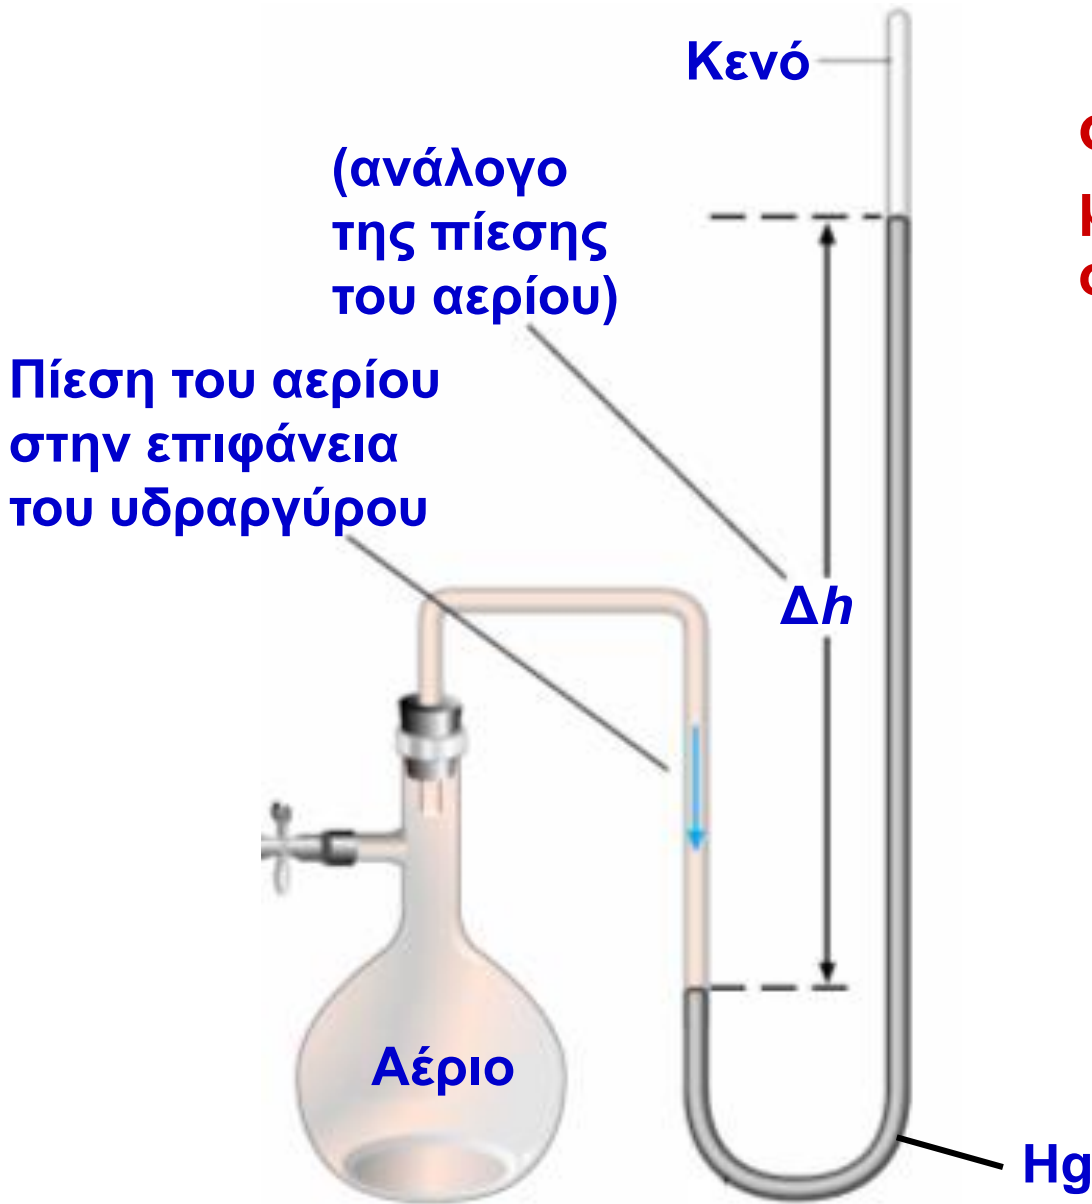 Κενό
(ανάλογο
της πίεσης
του αερίου)
Πίεση του αερίου
στην επιφάνεια
του υδραργύρου
Δh
Αέριο
Hg